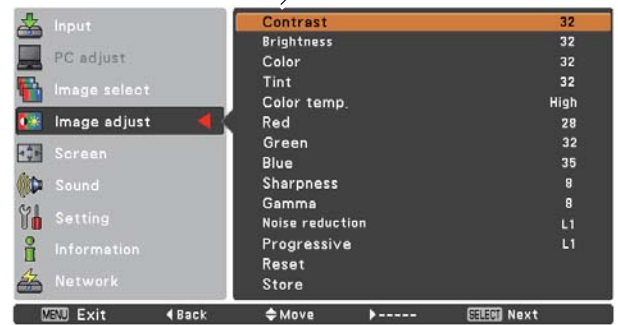 Input
PC adjust
Image select
Image adjust
Screen
Sound
Setting
Information
Network
Contrast 32
Brightness 32
Color 32
Tint 32
Color temp. High
Red 28
Green 32
Blue 35
Sharpness 8
Gamma 8
Noise reduction L1
Progressive L1
Reset
Store
MENU Exit ◀Back Move ▶----- SELECT Next